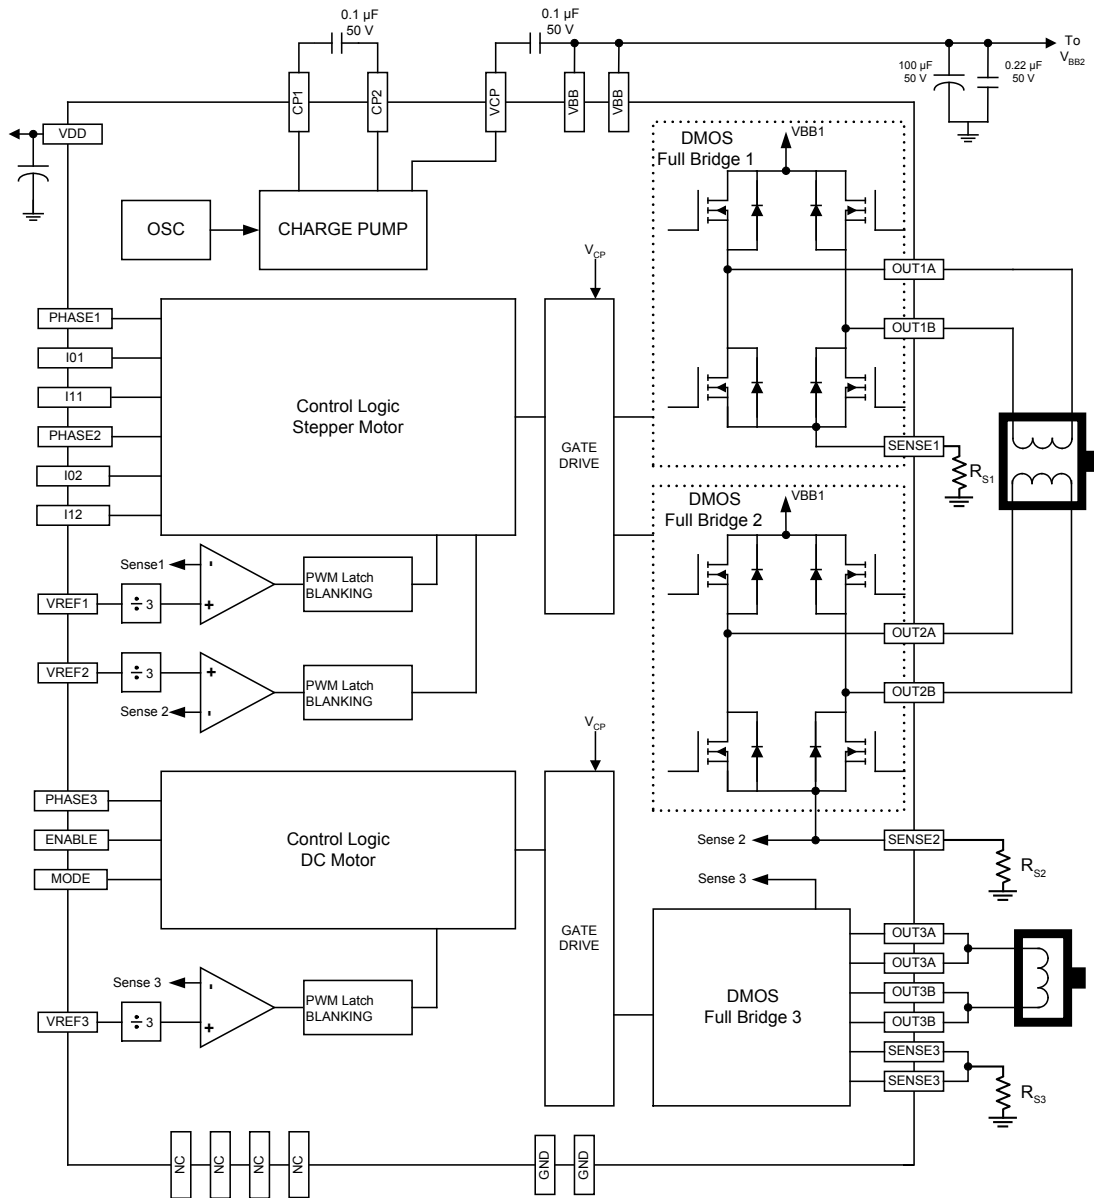 0.1 µF
50 V
0.1 µF
50 V
To
VBB2
100 µF
50 V
0.22 µF
50 V
CP1
CP2
VCP
VBB
VBB
VDD
DMOS
Full Bridge 1
VBB1
OSC
CHARGE PUMP
VCP
OUT1A
PHASE1
OUT1B
I01
I11
Control Logic
Stepper Motor
PHASE2
GATE
DRIVE
SENSE1
RS1
I02
I12
DMOS
Full Bridge 2
VBB1
Sense1
-
PWM Latch
BLANKING
VREF1
÷ 3
+
OUT2A
VREF2
÷ 3
+
PWM Latch
BLANKING
OUT2B
Sense 2
-
VCP
PHASE3
ENABLE
Control Logic
DC Motor
Sense 2
SENSE2
RS2
MODE
Sense 3
GATE
DRIVE
OUT3A
OUT3A
Sense 3
-
PWM Latch
BLANKING
DMOS
Full Bridge 3
OUT3B
VREF3
÷ 3
+
OUT3B
SENSE3
SENSE3
RS3
NC
NC
NC
NC
GND
GND